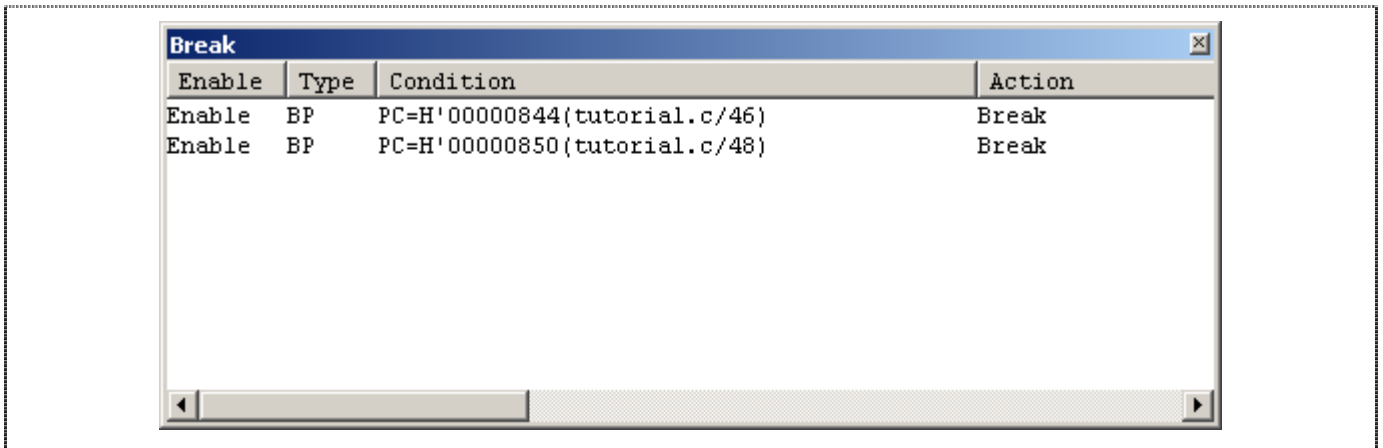 Break
Enable Type Condition Action
Enable BP PC=H'00000844(tutorial.c/46) Break
Enable BP PC=H'00000850(tutorial.c/48) Break